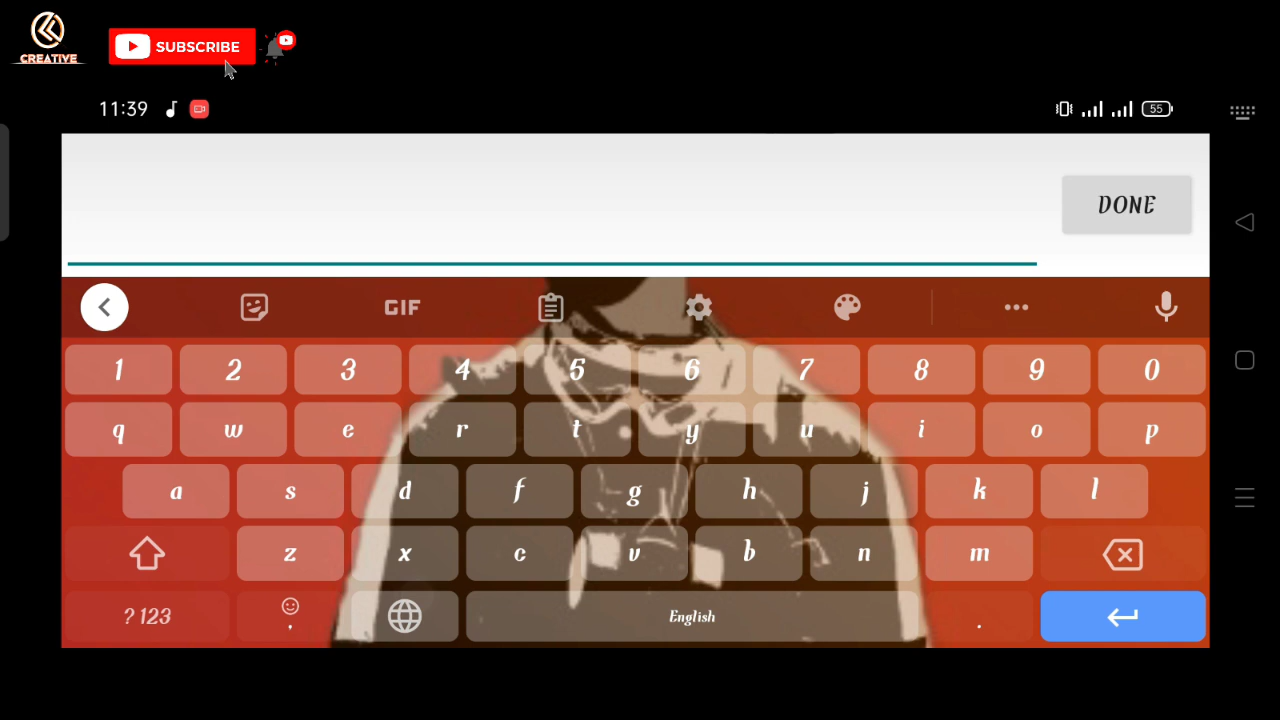 CREATIVE
SUBSCRIBE
11:39
55
DONE
GIF
1 2 3 4 5 6 7 8 9 0
q w e r t y u i o p
a s d f g h j k l
z x c v b n m
?123 , English .